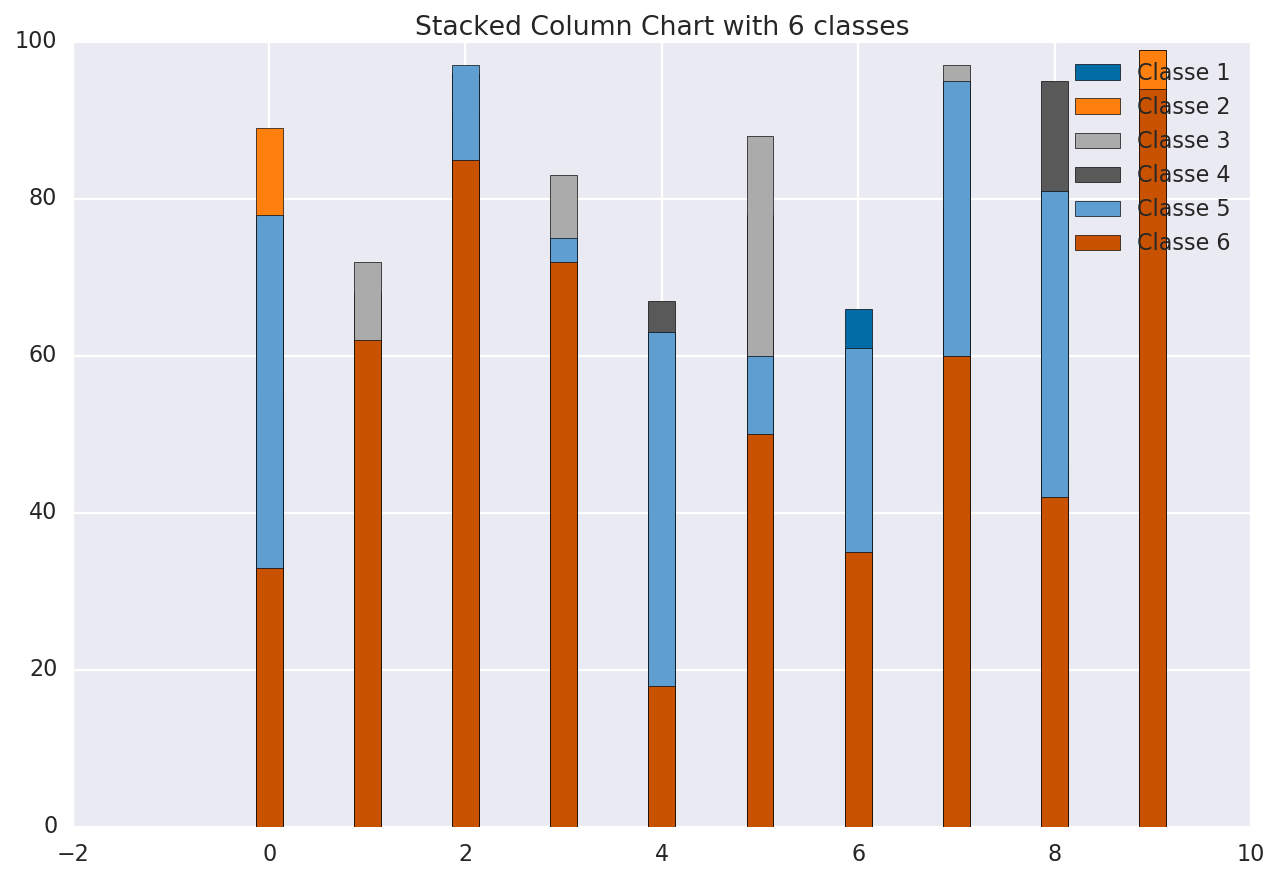 Stacked Column Chart with 6 classes
100
80
60
40
20
0
−2
0
2
4
6
8
10
Classe 1
Classe 2
Classe 3
Classe 4
Classe 5
Classe 6